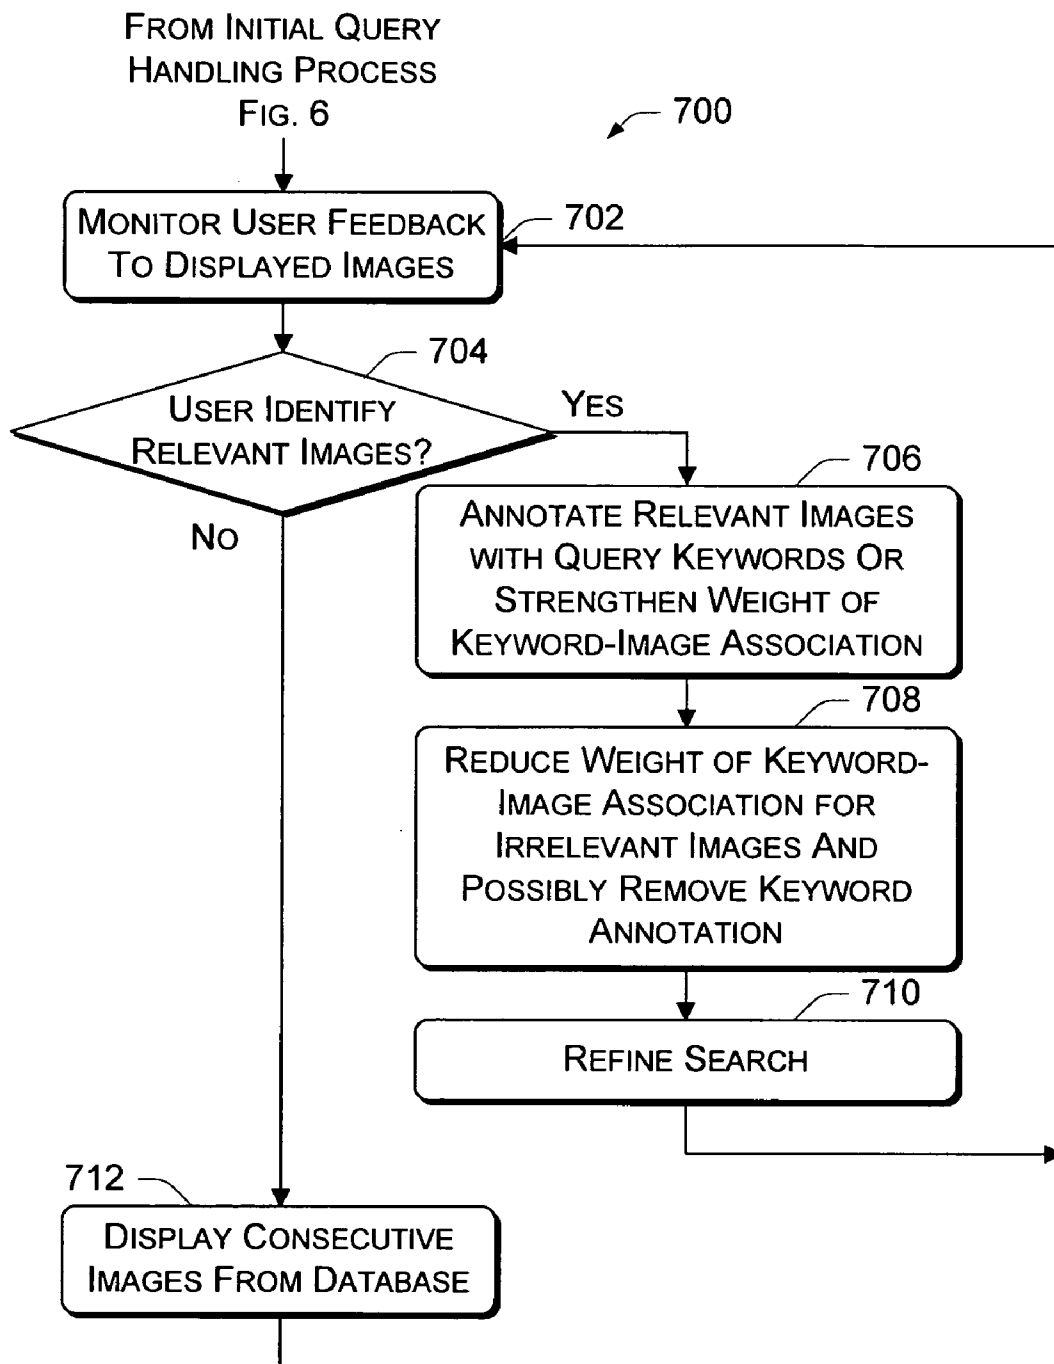 FROM INITIAL QUERY
HANDLING PROCESS
FIG. 6
700
MONITOR USER FEEDBACK
TO DISPLAYED IMAGES
702
704
USER IDENTIFY
RELEVANT IMAGES?
YES
NO
706
ANNOTATE RELEVANT IMAGES
WITH QUERY KEYWORDS OR
STRENGTHEN WEIGHT OF
KEYWORD-IMAGE ASSOCIATION
708
REDUCE WEIGHT OF KEYWORD-
IMAGE ASSOCIATION FOR
IRRELEVANT IMAGES AND
POSSIBLY REMOVE KEYWORD
ANNOTATION
710
REFINE SEARCH
712
DISPLAY CONSECUTIVE
IMAGES FROM DATABASE